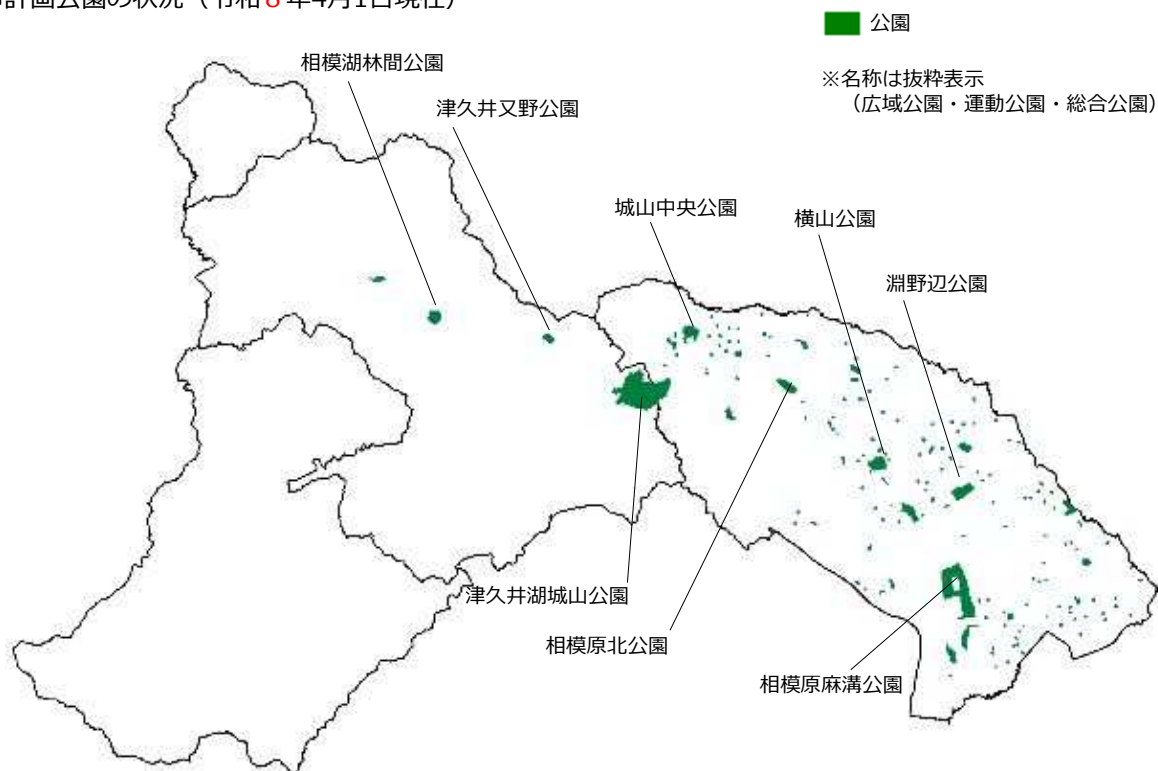 計画公園の状況（令和8年4月1日現在）
公園
※名称は抜粋表示
（広域公園・運動公園・総合公園）
相模湖林間公園
津久井又野公園
城山中央公園
横山公園
淵野辺公園
津久井湖城山公園
相模原北公園
相模原麻溝公園